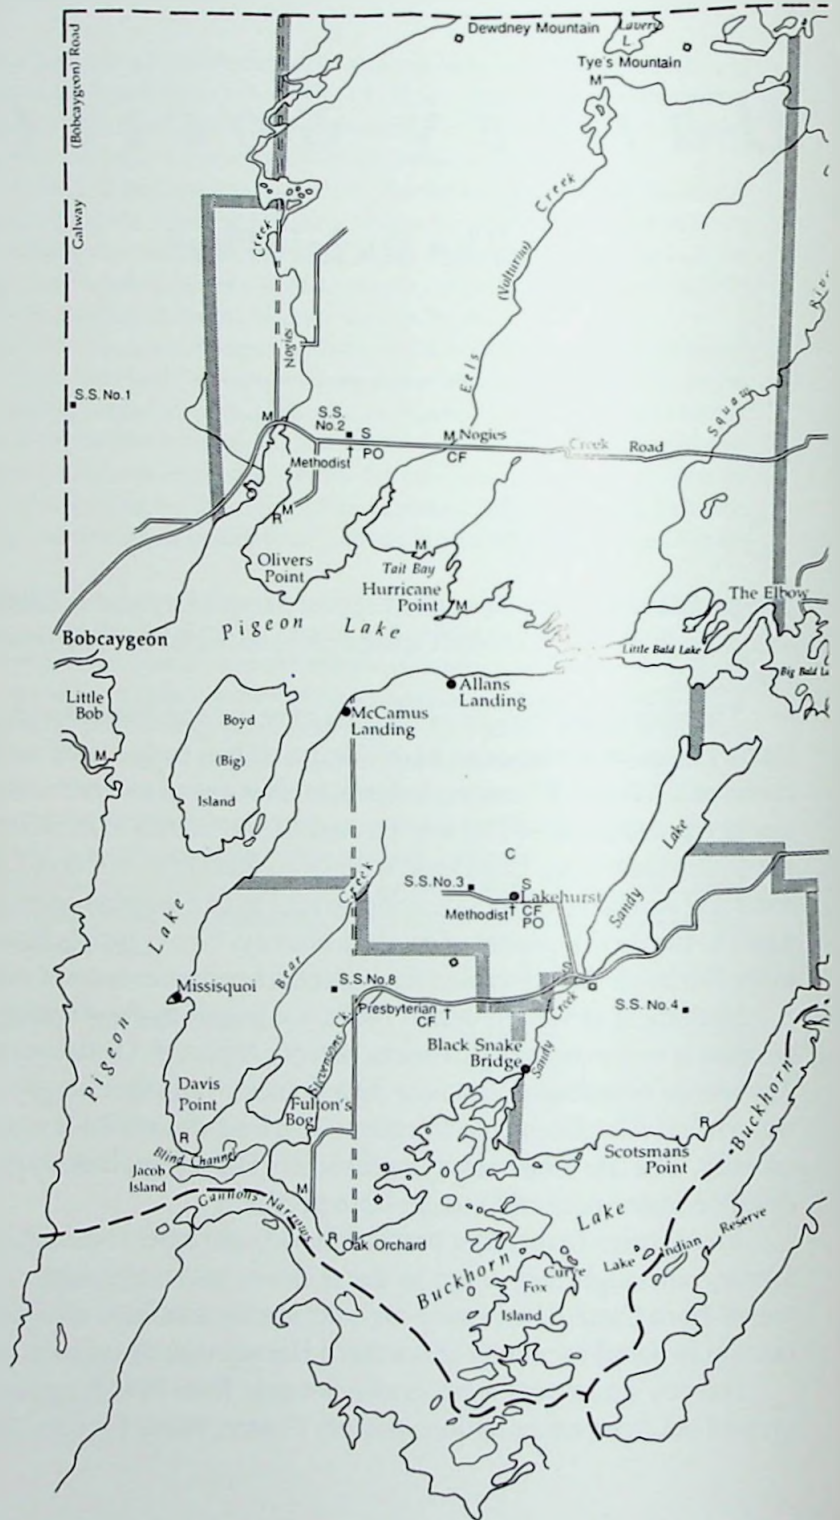 Galway (Bobcaygeon) Road
Dewdney Mountain
Lavery
L.
Tye's Mountain
M
Creek
Nogies
Creek
(Volturno)
Eels
Squaw
S.S. No.1
M
S.S.
No.2
S
PO
Methodist †
M Nogies Creek Road
CF
M
R
Olivers
Point
M
Tait Bay
Hurricane
Point
M
The Elbow
Bobcaygeon
Pigeon Lake
Little Bald Lake
Big Bald
Little
Bob
M
Boyd
(Big)
Island
Allans
Landing
McCamus
Landing
Sandy Lake
C
S.S. No.3
S
Lakehurst
Methodist † CF
PO
Creek
Bear
Pigeon Lake
Missisquoi
S.S. No.8
Presbyterian
CF †
S.S. No.4
Stevensons Ck.
Sandy Creek
Black Snake
Bridge
Davis
Point
Fulton's
Bog
R
R
Scotsmans
Point
Buckhorn
Blind Channel
Jacob
Island
M
Gannons Narrows
R
Oak Orchard
Buckhorn Lake
Curve Lake Indian Reserve
Fox
Island